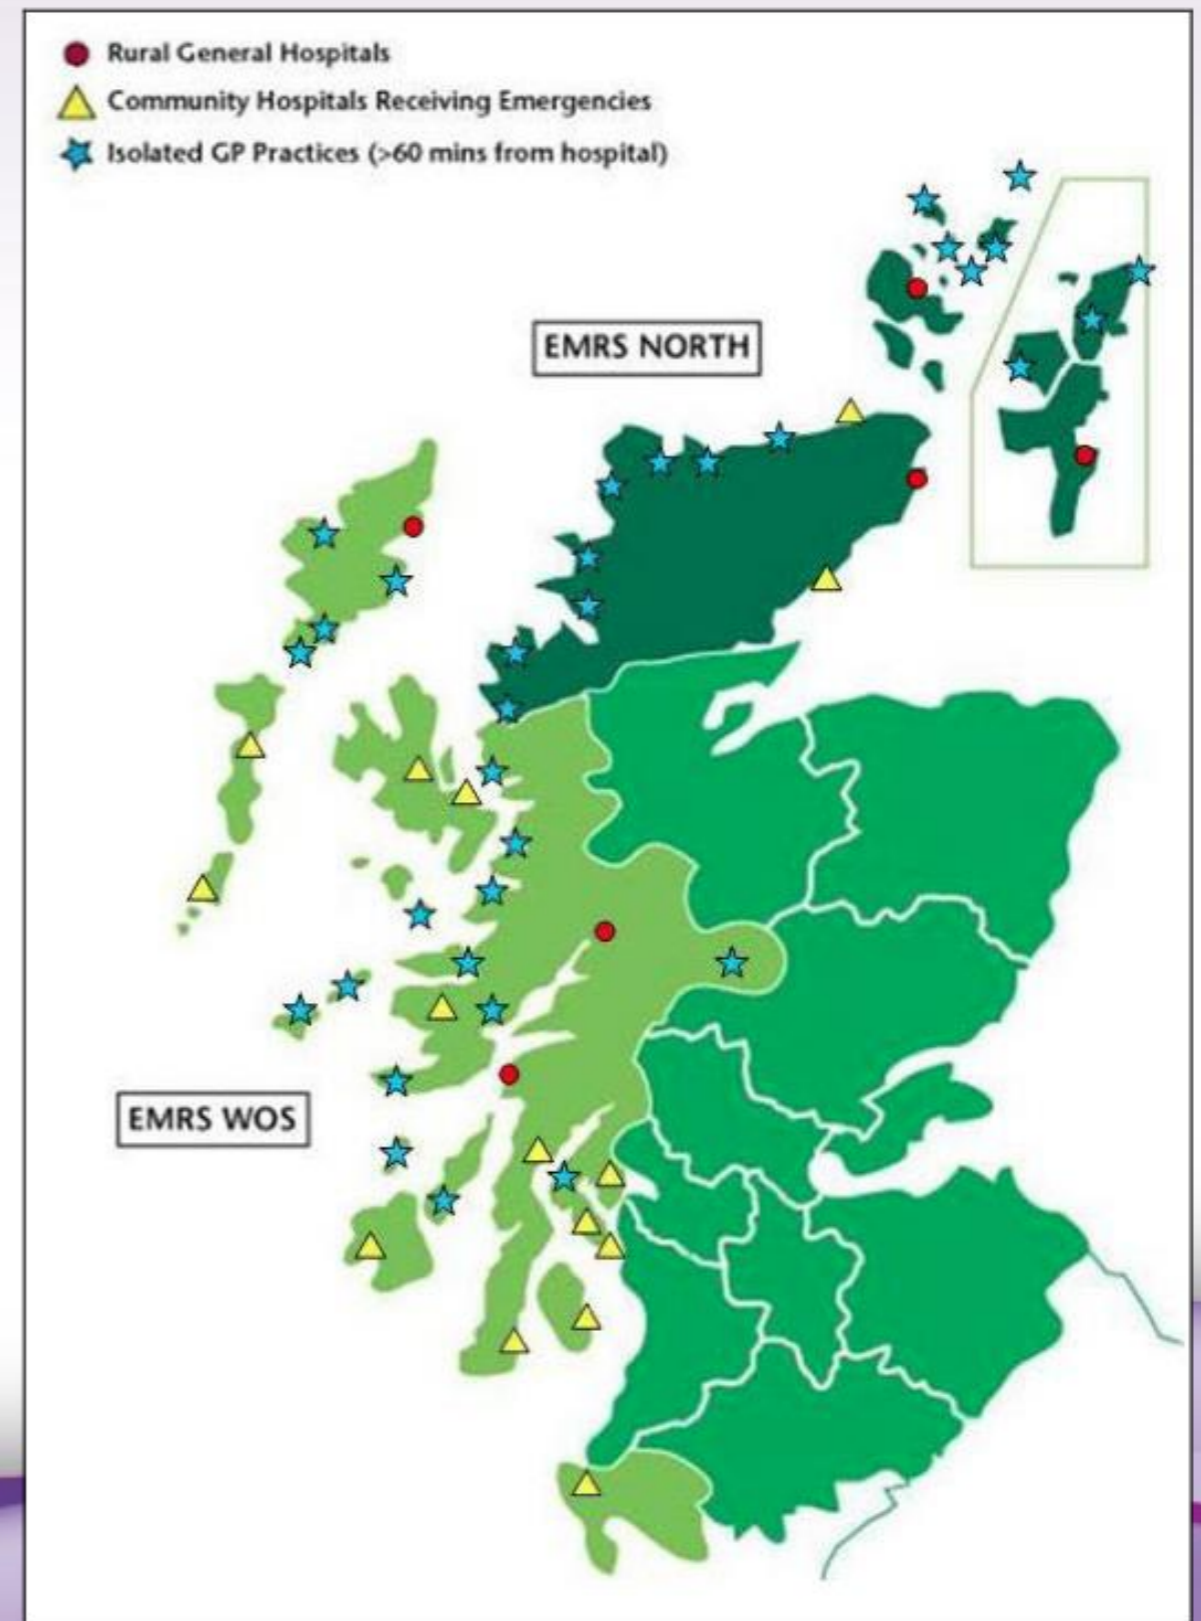 Rural General Hospitals
Community Hospitals Receiving Emergencies
Isolated GP Practices (>60 mins from hospital)
EMRS NORTH
EMRS WOS